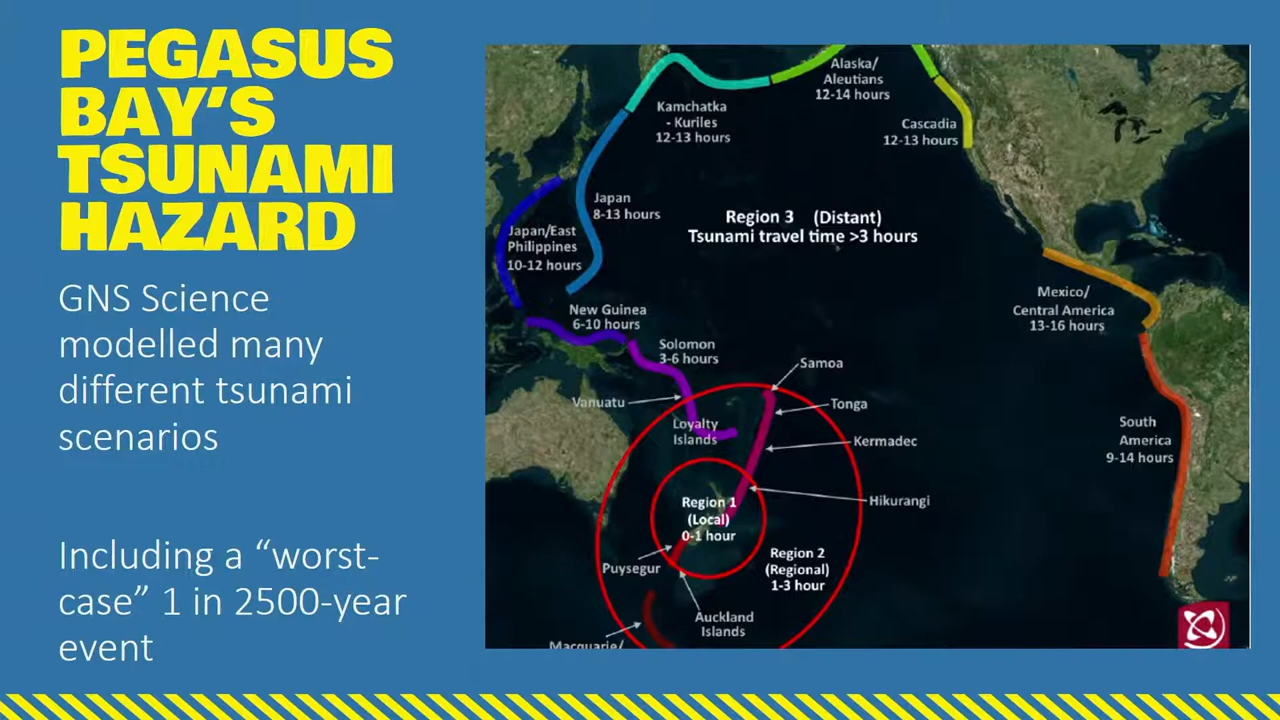 PEGASUS
BAY'S
TSUNAMI
HAZARD
GNS Science
modelled many
different tsunami
scenarios
Including a “worst-
case” 1 in 2500-year
event
Alaska/
Aleutians
12-14 hours
Kamchatka
- Kuriles
12-13 hours
Cascadia
12-13 hours
Japan
8-13 hours
Region 3 (Distant)
Tsunami travel time >3 hours
Japan/East
Philippines
10-12 hours
Mexico/
Central America
13-16 hours
New Guinea
6-10 hours
Solomon
3-6 hours
Samoa
Vanuatu
Tonga
Loyalty
Islands
Kermadec
South
America
9-14 hours
Hikurangi
Region 1
(Local)
0-1 hour
Region 2
(Regional)
1-3 hour
Puysegur
Auckland
Islands
Macquarie/